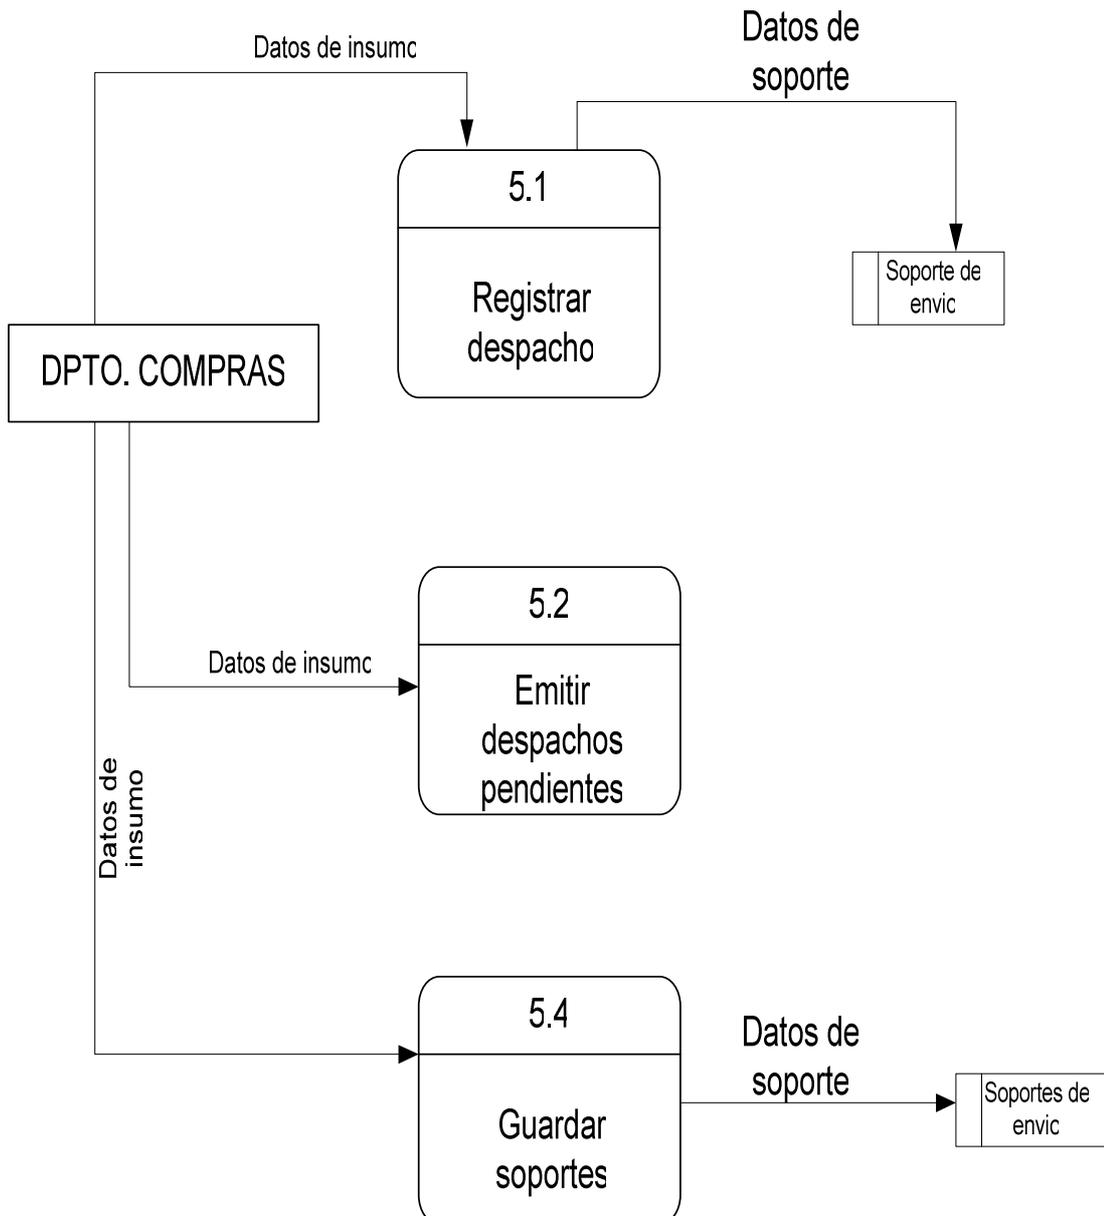 Datos de insumo
Datos de
soporte
5.1
Registrar
despacho
Soporte de
envio
DPTO. COMPRAS
5.2
Emitir
despachos
pendientes
Datos de insumo
Datos de
insumo
5.4
Guardar
soportes
Datos de
soporte
Soportes de
envio